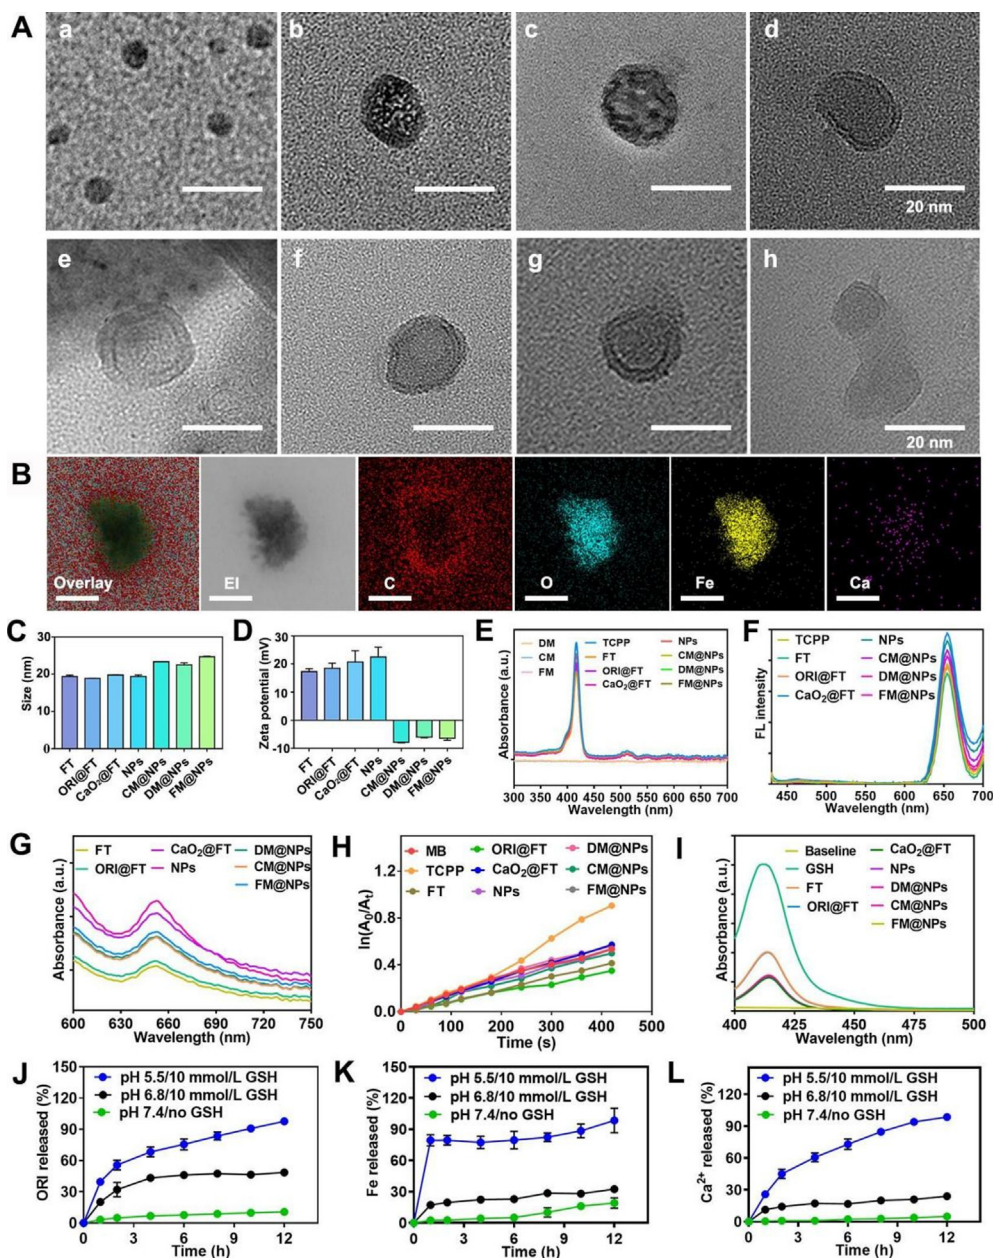 A
a
b
c
d
20 nm
e
f
g
h
20 nm
B
Overlay
EI
C
O
Fe
Ca
C
Size (nm)
30
20
10
0
FT
ORI@FT
CaO₂@FT
NPs
CM@NPs
DM@NPs
FM@NPs
D
Zeta potential (mV)
30
20
10
0
-10
FT
ORI@FT
CaO₂@FT
NPs
CM@NPs
DM@NPs
FM@NPs
E
DM
CM
FM
TCPP
FT
ORI@FT
CaO₂@FT
NPs
CM@NPs
DM@NPs
FM@NPs
Absorbance (a.u.)
300 350 400 450 500 550 600 650 700
Wavelength (nm)
F
TCPP
FT
ORI@FT
CaO₂@FT
NPs
CM@NPs
DM@NPs
FM@NPs
FL intensity
450 500 550 600 650 700
Wavelength (nm)
G
FT
ORI@FT
CaO₂@FT
NPs
DM@NPs
CM@NPs
FM@NPs
Absorbance (a.u.)
600 630 660 690 720 750
Wavelength (nm)
H
MB
TCPP
FT
ORI@FT
CaO₂@FT
NPs
DM@NPs
CM@NPs
FM@NPs
ln(A₀/Aₜ)
1.2
0.8
0.4
0.0
0 100 200 300 400 500
Time (s)
I
Baseline
GSH
FT
ORI@FT
CaO₂@FT
NPs
DM@NPs
CM@NPs
FM@NPs
Absorbance (a.u.)
400 425 450 475 500
Wavelength (nm)
J
pH 5.5/10 mmol/L GSH
pH 6.8/10 mmol/L GSH
pH 7.4/no GSH
ORI released (%)
150
120
90
60
30
0
0 3 6 9 12
Time (h)
K
pH 5.5/10 mmol/L GSH
pH 6.8/10 mmol/L GSH
pH 7.4/no GSH
Fe released (%)
150
120
90
60
30
0
0 3 6 9 12
Time (h)
L
pH 5.5/10 mmol/L GSH
pH 6.8/10 mmol/L GSH
pH 7.4/no GSH
Ca²⁺ released (%)
150
120
90
60
30
0
0 3 6 9 12
Time (h)